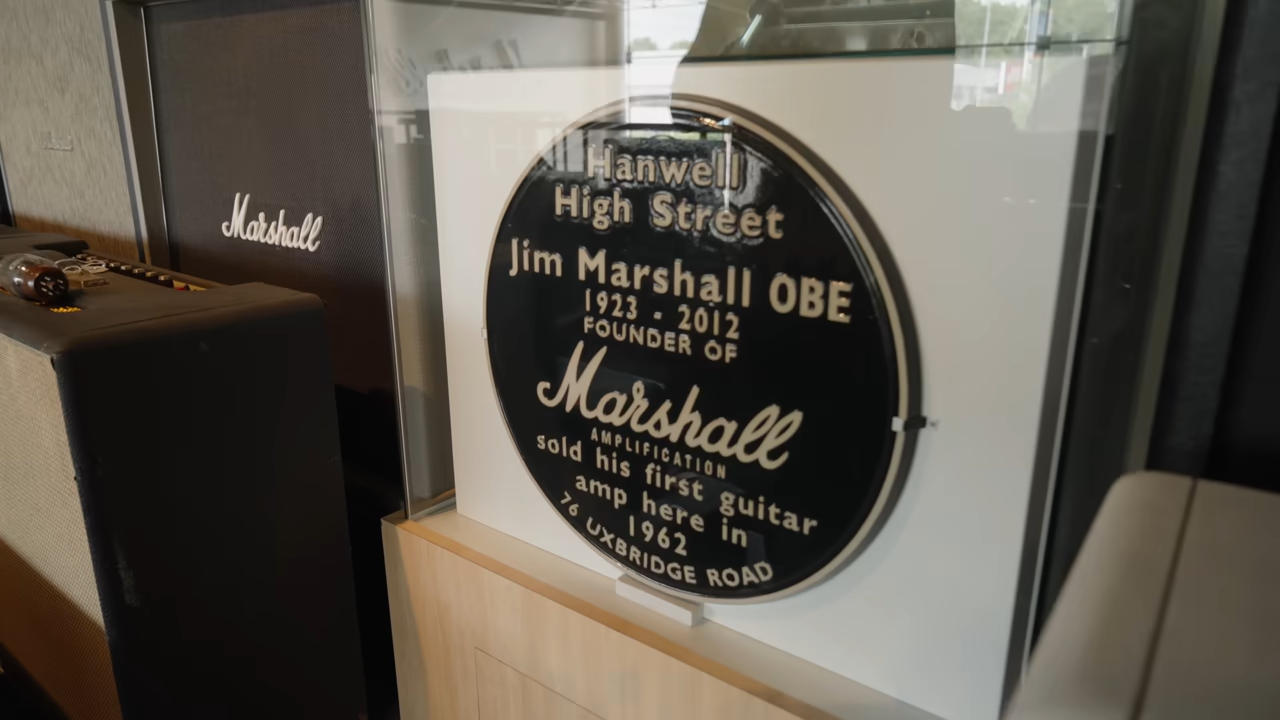 Marshall
Hanwell
High Street
Jim Marshall OBE
1923 - 2012
FOUNDER OF
Marshall
AMPLIFICATION
sold his first guitar
amp here in
1962
76 UXBRIDGE ROAD